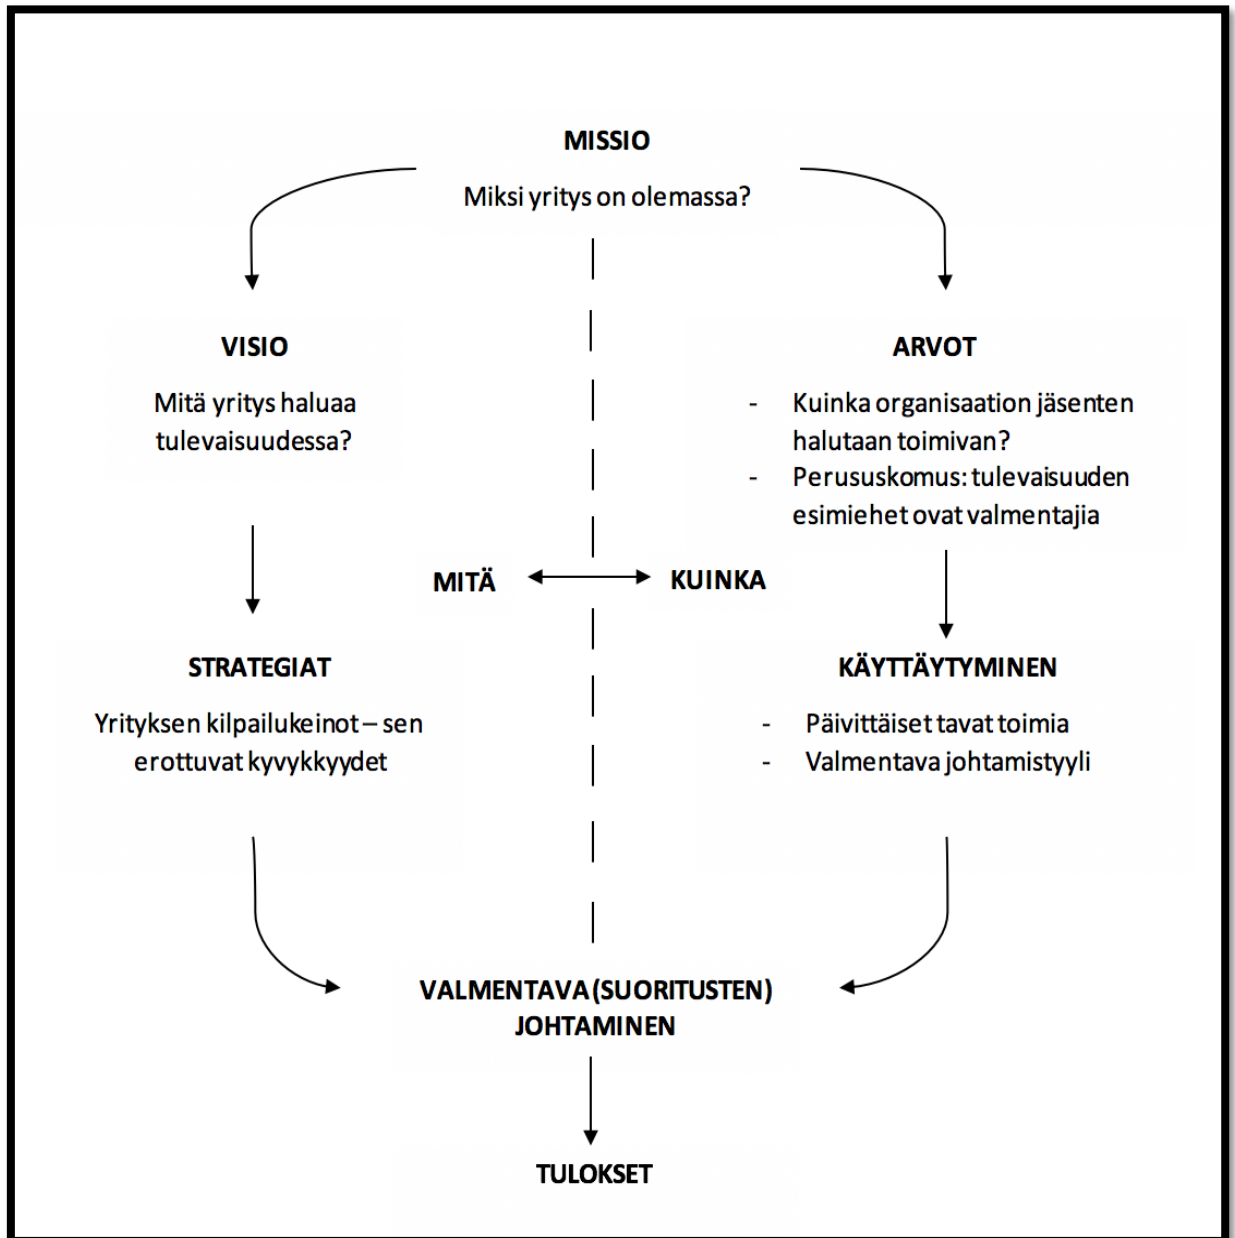 MISSIO
Miksi yritys on olemassa?
VISIO
Mitä yritys haluaa
tulevaisuudessa?
ARVOT
- Kuinka organisaation jäsenten
halutaan toimivan?
- Perususkomus: tulevaisuuden
esimiehet ovat valmentajia
MITÄ
KUINKA
STRATEGIAT
Yrityksen kilpailukeinot – sen
erottuvat kyvykkyydet
KÄYTTÄYTYMINEN
- Päivittäiset tavat toimia
- Valmentava johtamistyyli
VALMENTAVA (SUORITUSTEN)
JOHTAMINEN
TULOKSET